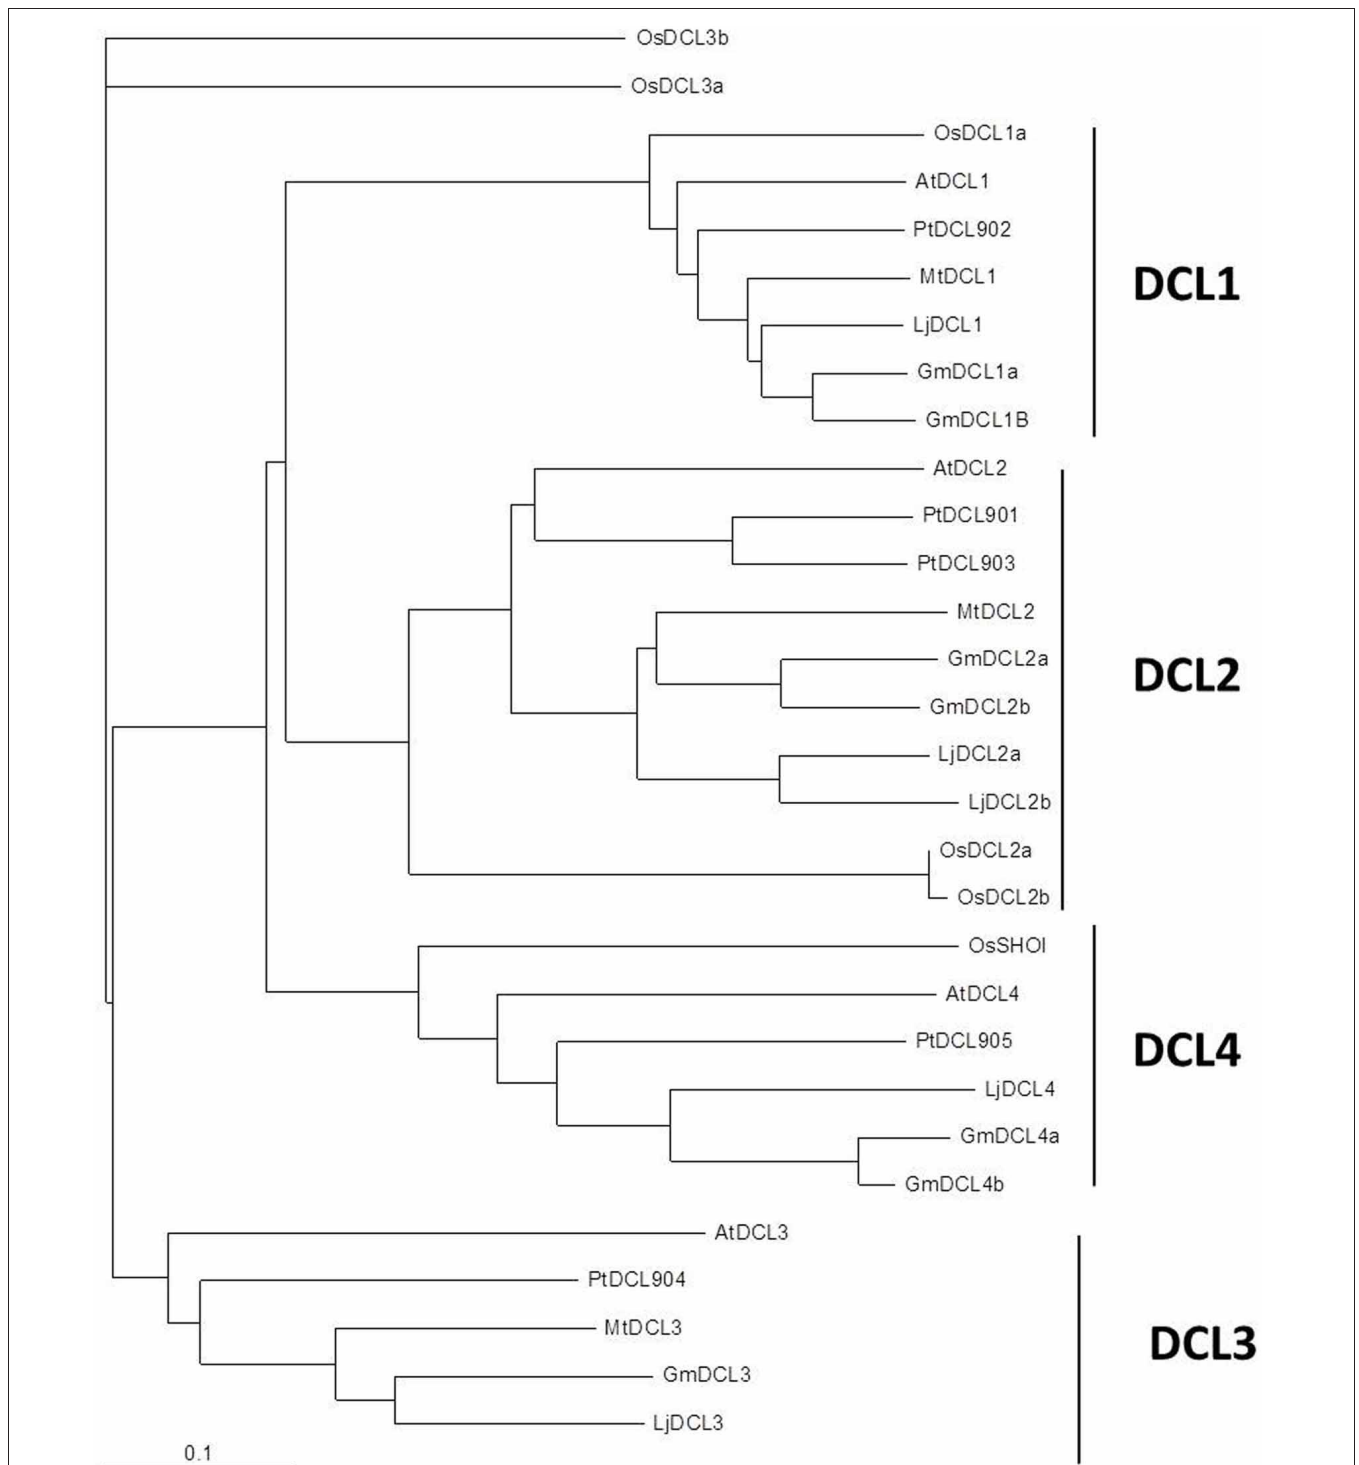 OsDCL3b
OsDCL3a
OsDCL1a
AtDCL1
PtDCL902
MtDCL1
LjDCL1
GmDCL1a
GmDCL1B
DCL1
AtDCL2
PtDCL901
PtDCL903
MtDCL2
GmDCL2a
GmDCL2b
LjDCL2a
LjDCL2b
OsDCL2a
OsDCL2b
DCL2
OsSHOI
AtDCL4
PtDCL905
LjDCL4
GmDCL4a
GmDCL4b
DCL4
AtDCL3
PtDCL904
MtDCL3
GmDCL3
LjDCL3
DCL3
0.1